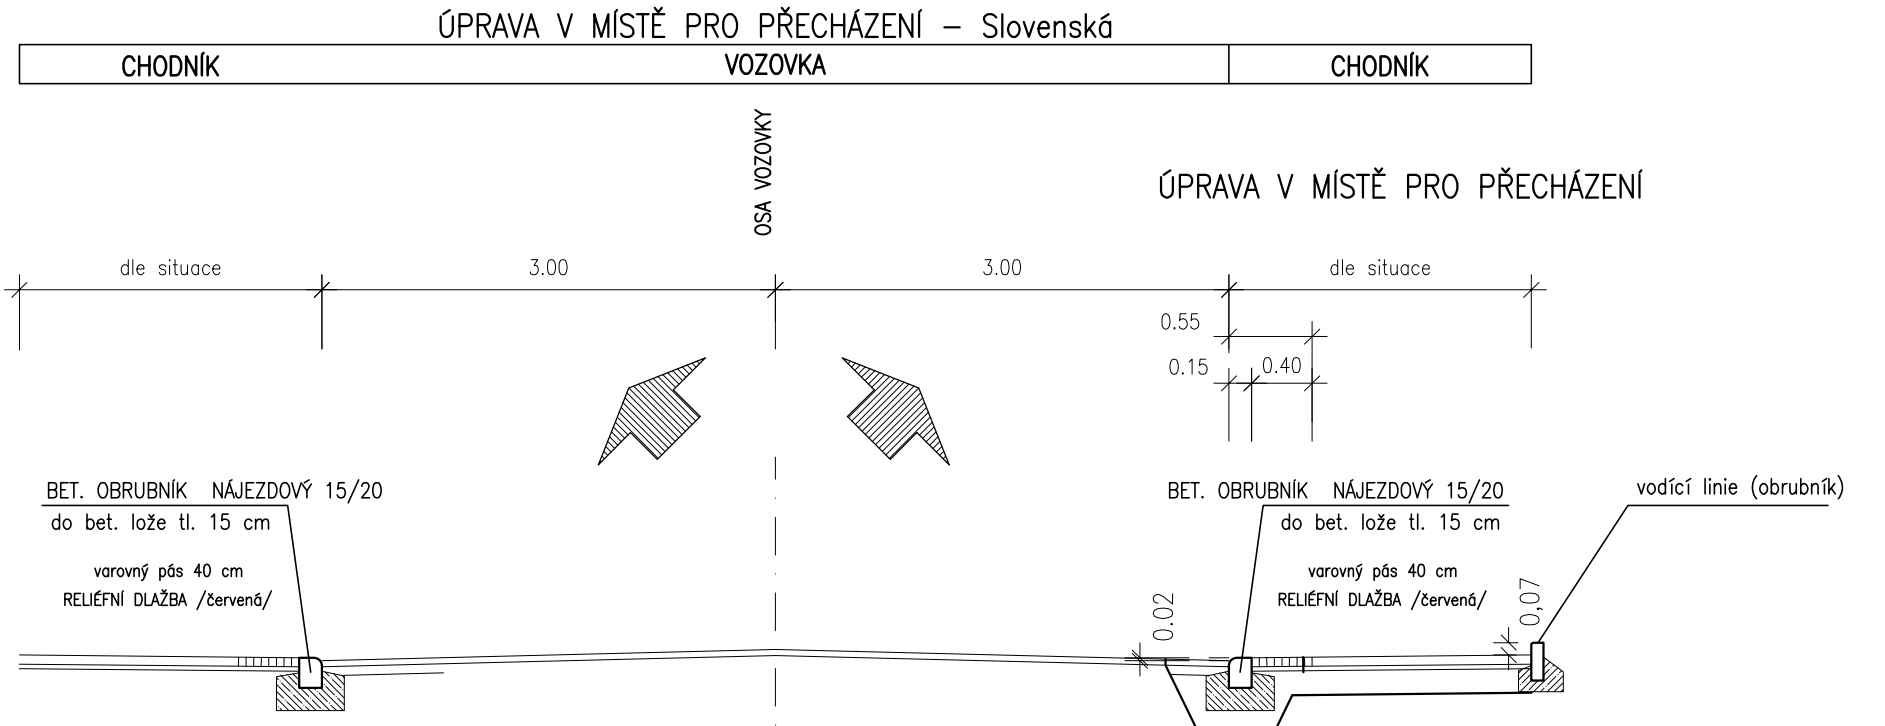 ÚPRAVA V MÍSTĚ PRO PŘECHÁZENÍ – Slovenská
CHODNÍK VOZOVKA CHODNÍK
OSA VOZOVKY
ÚPRAVA V MÍSTĚ PRO PŘECHÁZENÍ
dle situace 3.00 3.00 dle situace
0.55
0.15 0.40
BET. OBRUBNÍK NÁJEZDOVÝ 15/20
do bet. lože tl. 15 cm
varovný pás 40 cm
RELIÉFNÍ DLAŽBA /červená/
BET. OBRUBNÍK NÁJEZDOVÝ 15/20
do bet. lože tl. 15 cm
varovný pás 40 cm
RELIÉFNÍ DLAŽBA /červená/
vodící linie (obrubník)
0.02
0,07